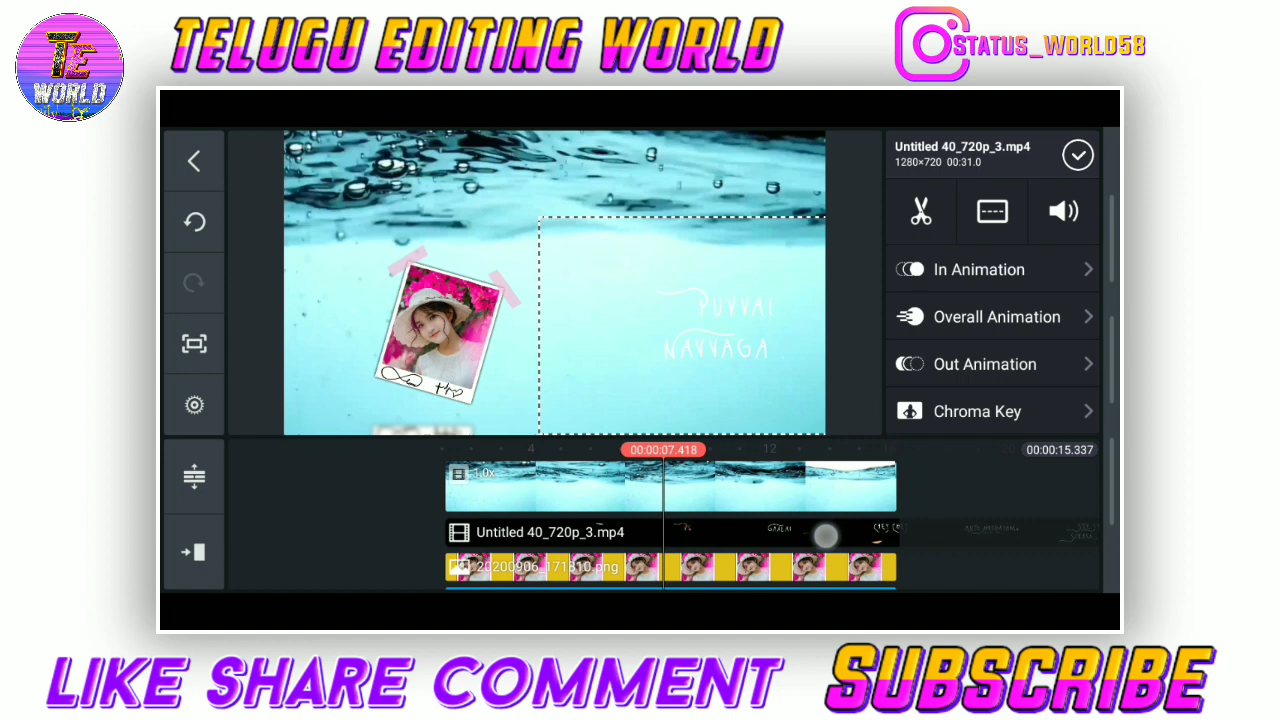 TE
WORLD
TELUGU EDITING WORLD
STATUS_WORLD58
Untitled 40_720p_3.mp4
1280×720 00:31.0
PUVVAI
NAVVAGA
In Animation
Overall Animation
Out Animation
Chroma Key
4
00:00:07.418
12
00:00:15.337
1.0x
Untitled 40_720p_3.mp4
20200906_171810.png
LIKE SHARE COMMENT
SUBSCRIBE